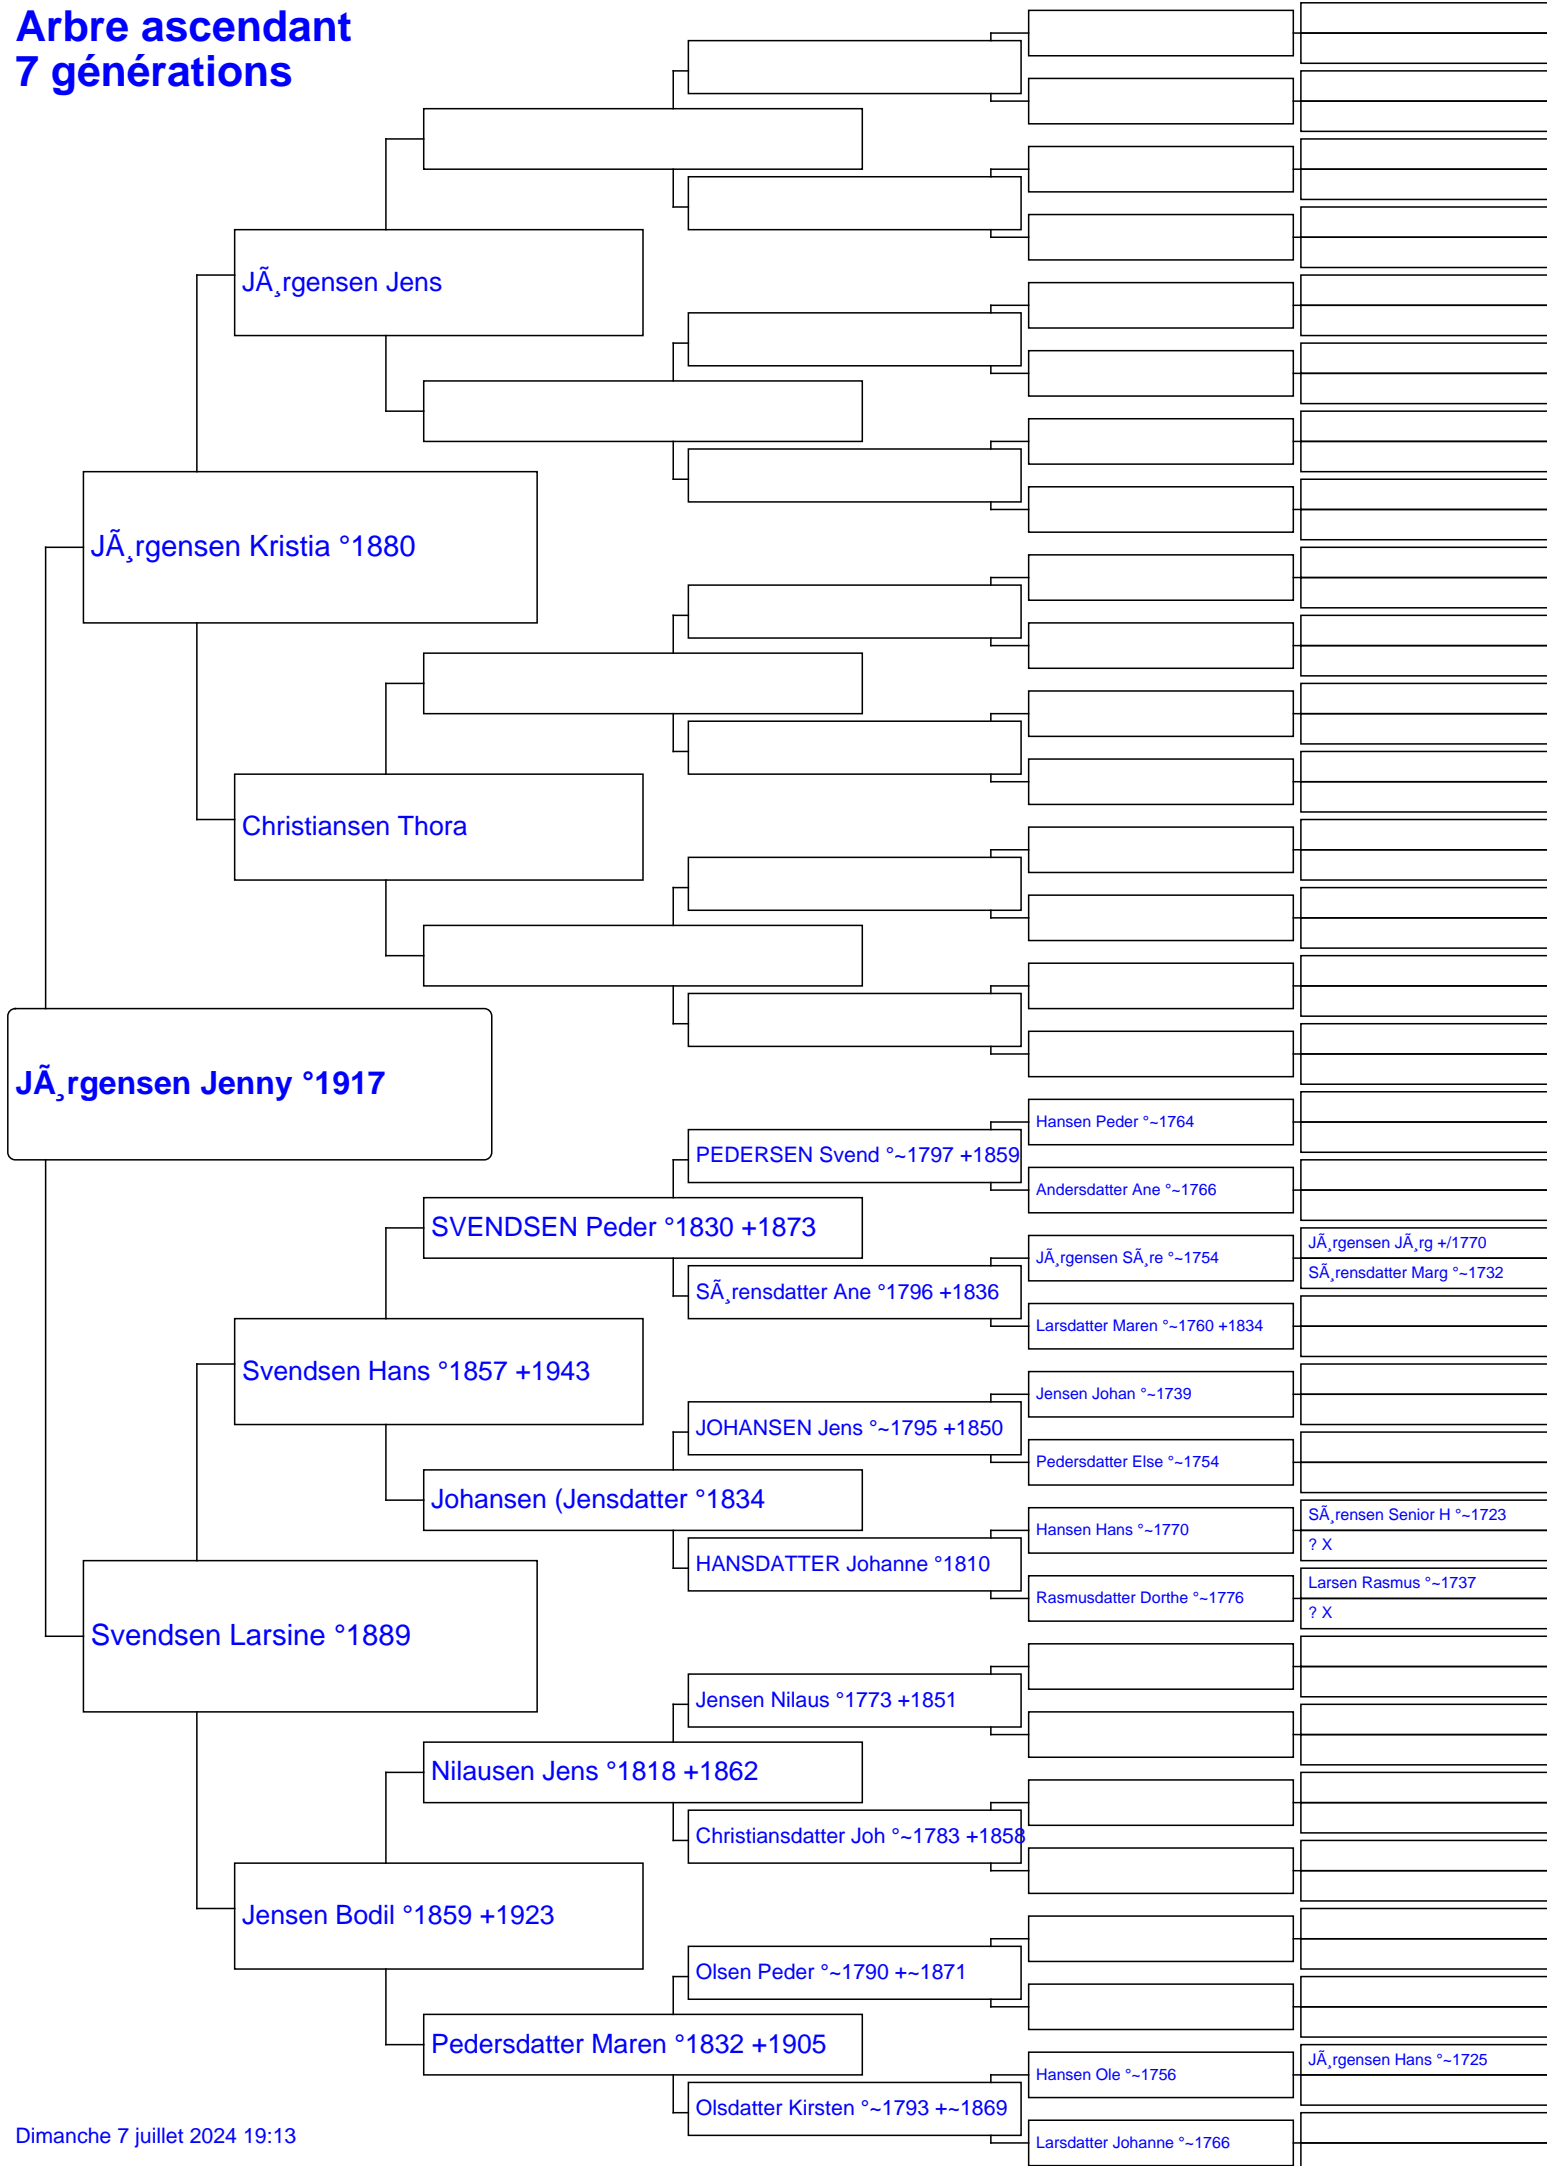 Arbre ascendant
7 générations
JÃ¸rgensen Jens
JÃ¸rgensen Kristia °1880
Christiansen Thora
JÃ¸rgensen Jenny °1917
Hansen Peder °~1764
PEDERSEN Svend °~1797 +1859
Andersdatter Ane °~1766
SVENDSEN Peder °1830 +1873
JÃ¸rgensen JÃ¸rg +/1770
JÃ¸rgensen SÃ¸re °~1754
SÃ¸rensdatter Marg °~1732
SÃ¸rensdatter Ane °1796 +1836
Larsdatter Maren °~1760 +1834
Svendsen Hans °1857 +1943
Jensen Johan °~1739
JOHANSEN Jens °~1795 +1850
Pedersdatter Else °~1754
Johansen (Jensdatter °1834
SÃ¸rensen Senior H °~1723
Hansen Hans °~1770
? X
HANSDATTER Johanne °1810
Larsen Rasmus °~1737
Rasmusdatter Dorthe °~1776
? X
Svendsen Larsine °1889
Jensen Nilaus °1773 +1851
Nilausen Jens °1818 +1862
Christiansdatter Joh °~1783 +1858
Jensen Bodil °1859 +1923
Olsen Peder °~1790 +~1871
Pedersdatter Maren °1832 +1905
JÃ¸rgensen Hans °~1725
Hansen Ole °~1756
Olsdatter Kirsten °~1793 +~1869
Larsdatter Johanne °~1766
Dimanche 7 juillet 2024 19:13